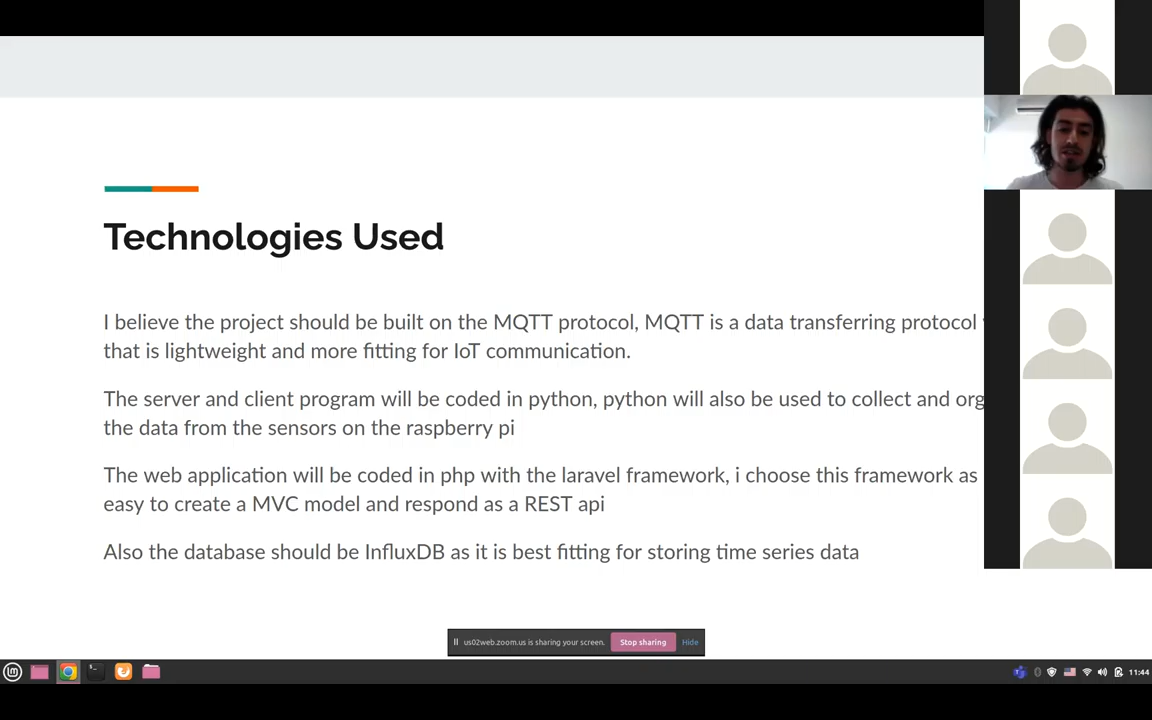 Technologies Used
I believe the project should be built on the MQTT protocol, MQTT is a data transferring protocol
that is lightweight and more fitting for IoT communication.
The server and client program will be coded in python, python will also be used to collect and org
the data from the sensors on the raspberry pi
The web application will be coded in php with the laravel framework, i choose this framework as
easy to create a MVC model and respond as a REST api
Also the database should be InfluxDB as it is best fitting for storing time series data
us02web.zoom.us is sharing your screen. Stop sharing Hide
11:44